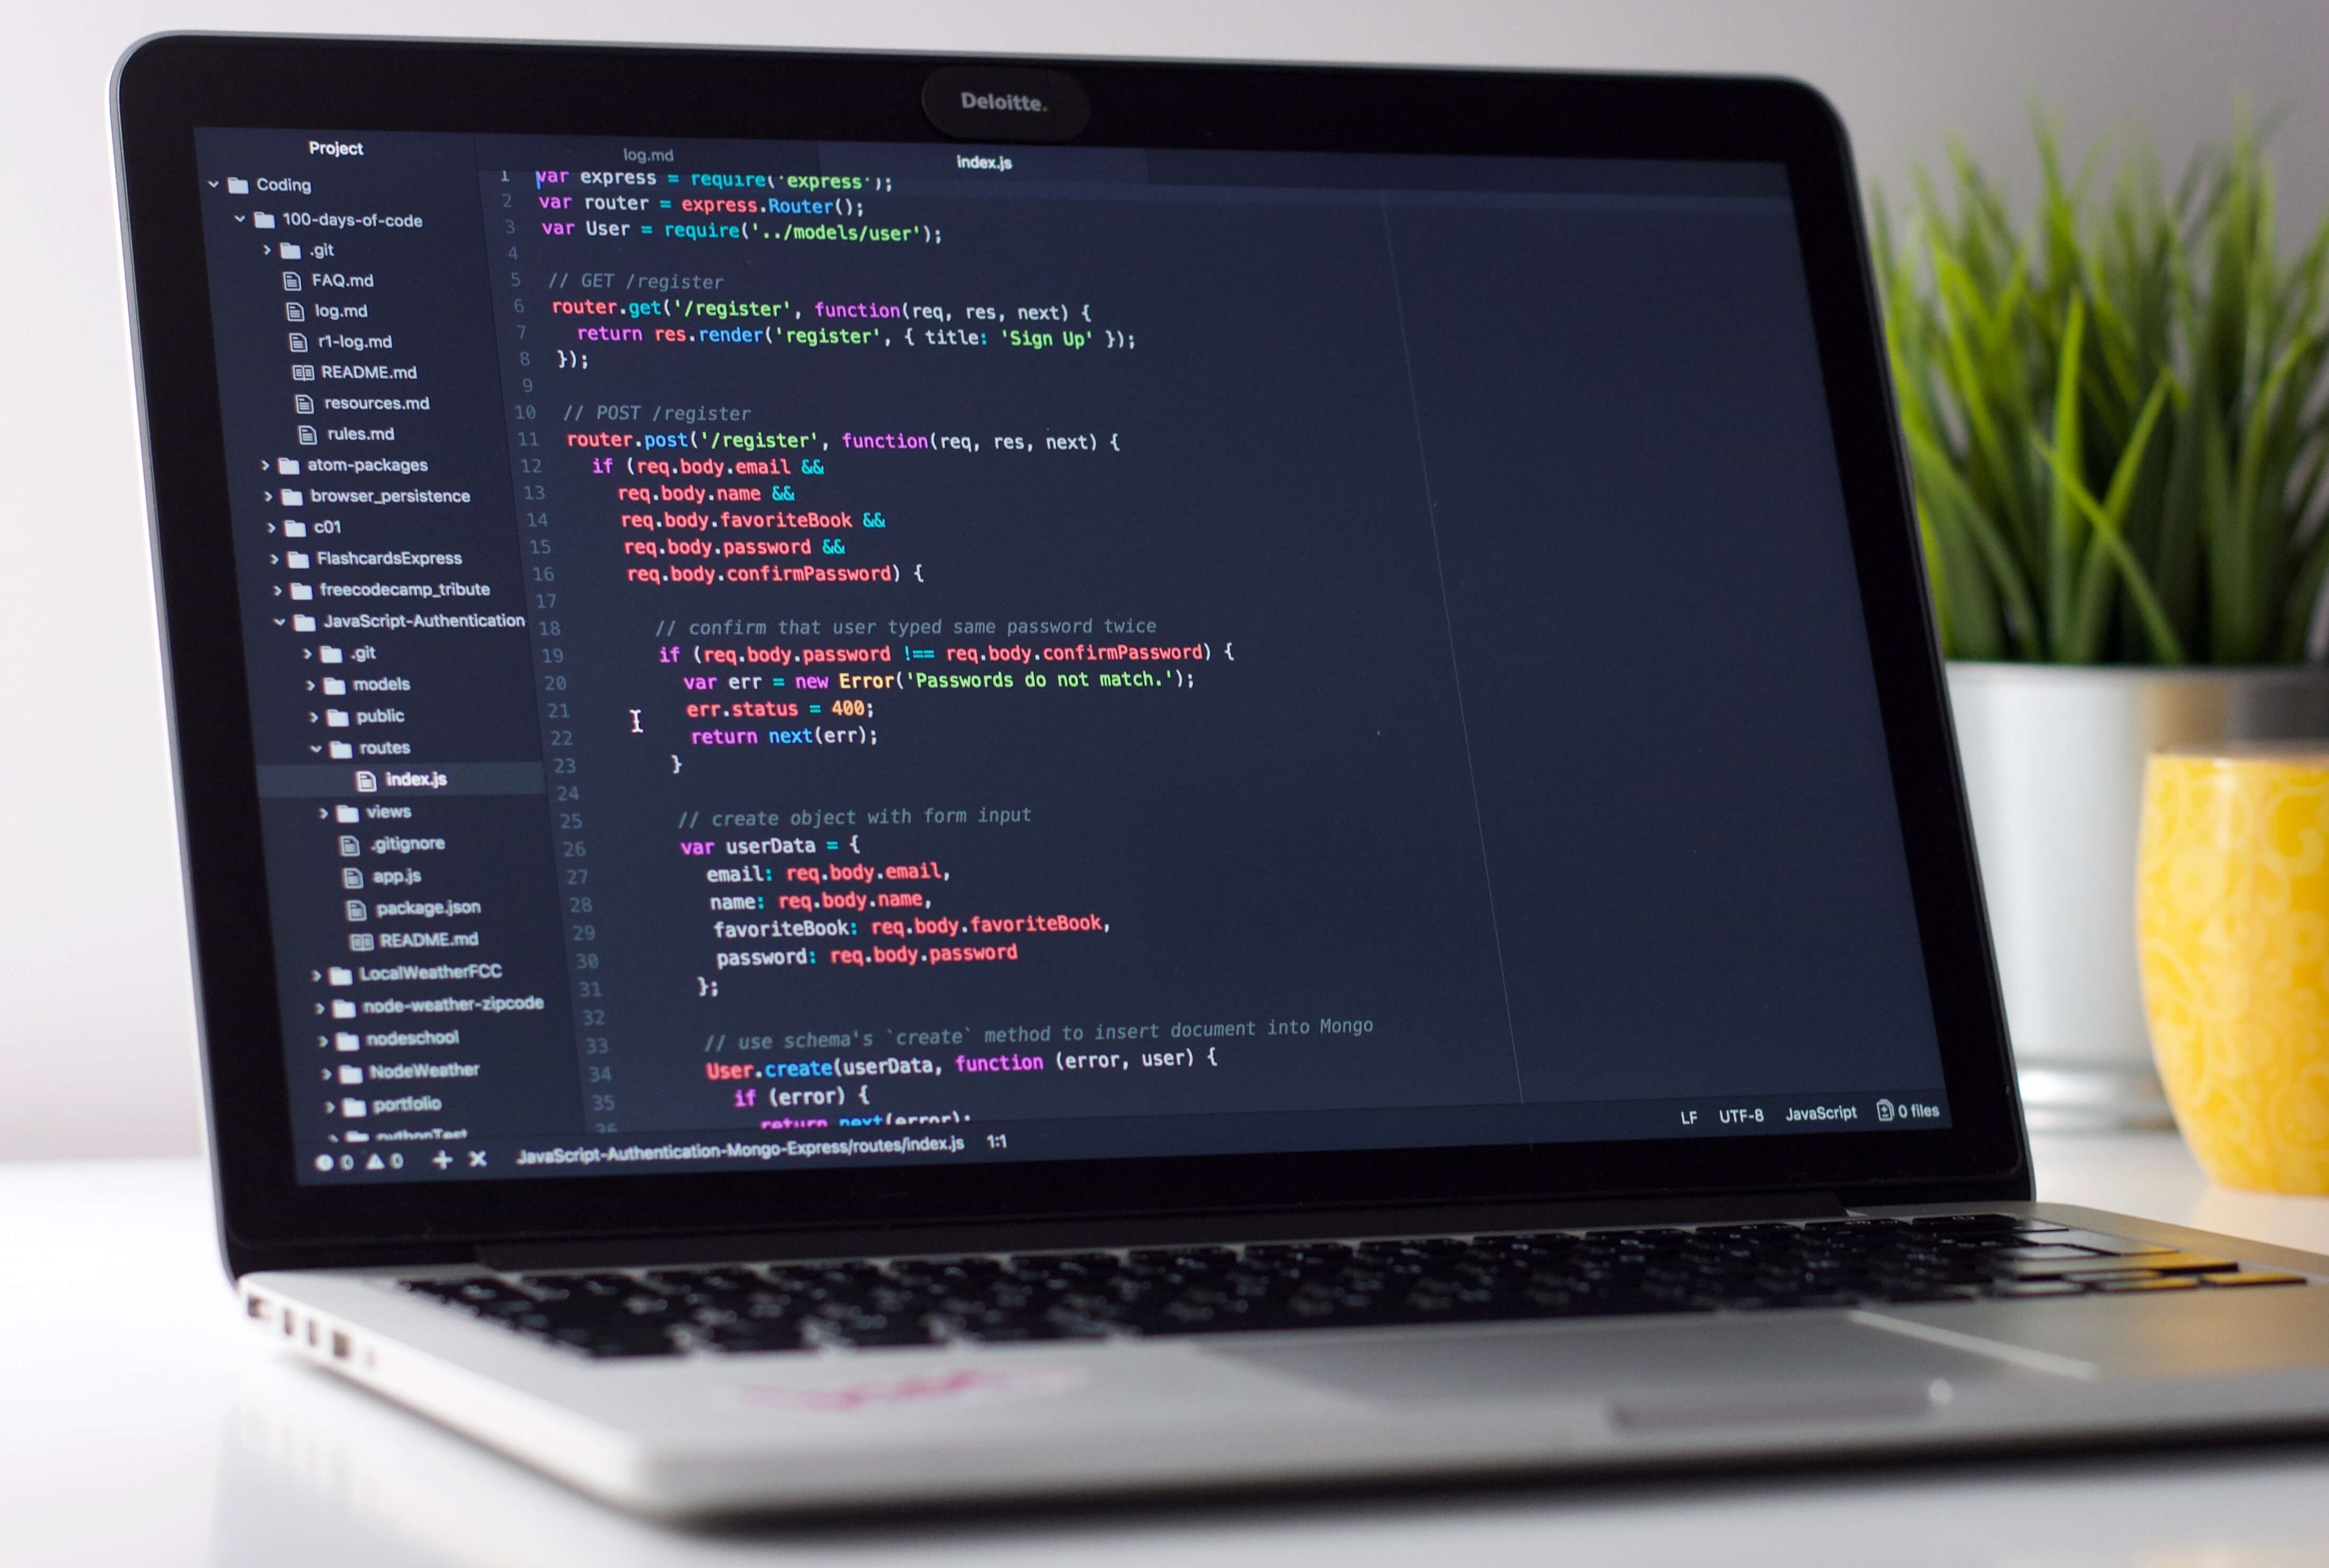 Deloitte.
Project
Coding
100-days-of-code
.git
FAQ.md
log.md
r1-log.md
README.md
resources.md
rules.md
atom-packages
browser_persistence
c01
FlashcardsExpress
freecodecamp_tribute
JavaScript-Authentication
.git
models
public
routes
index.js
views
.gitignore
app.js
package.json
README.md
LocalWeatherFCC
node-weather-zipcode
nodeschool
NodeWeather
portfolio
pythonTest
log.md
index.js
1 var express = require('express');
2 var router = express.Router();
3 var User = require('../models/user');
4
5 // GET /register
6 router.get('/register', function(req, res, next) {
7 return res.render('register', { title: 'Sign Up' });
8 });
9
10 // POST /register
11 router.post('/register', function(req, res, next) {
12 if (req.body.email &&
13 req.body.name &&
14 req.body.favoriteBook &&
15 req.body.password &&
16 req.body.confirmPassword) {
17
18 // confirm that user typed same password twice
19 if (req.body.password !== req.body.confirmPassword) {
20 var err = new Error('Passwords do not match.');
21 err.status = 400;
22 return next(err);
23 }
24
25 // create object with form input
26 var userData = {
27 email: req.body.email,
28 name: req.body.name,
29 favoriteBook: req.body.favoriteBook,
30 password: req.body.password
31 };
32
33 // use schema's `create` method to insert document into Mongo
34 User.create(userData, function (error, user) {
35 if (error) {
36 return next(error);
0 0 JavaScript-Authentication-Mongo-Express/routes/index.js 1:1 LF UTF-8 JavaScript 0 files